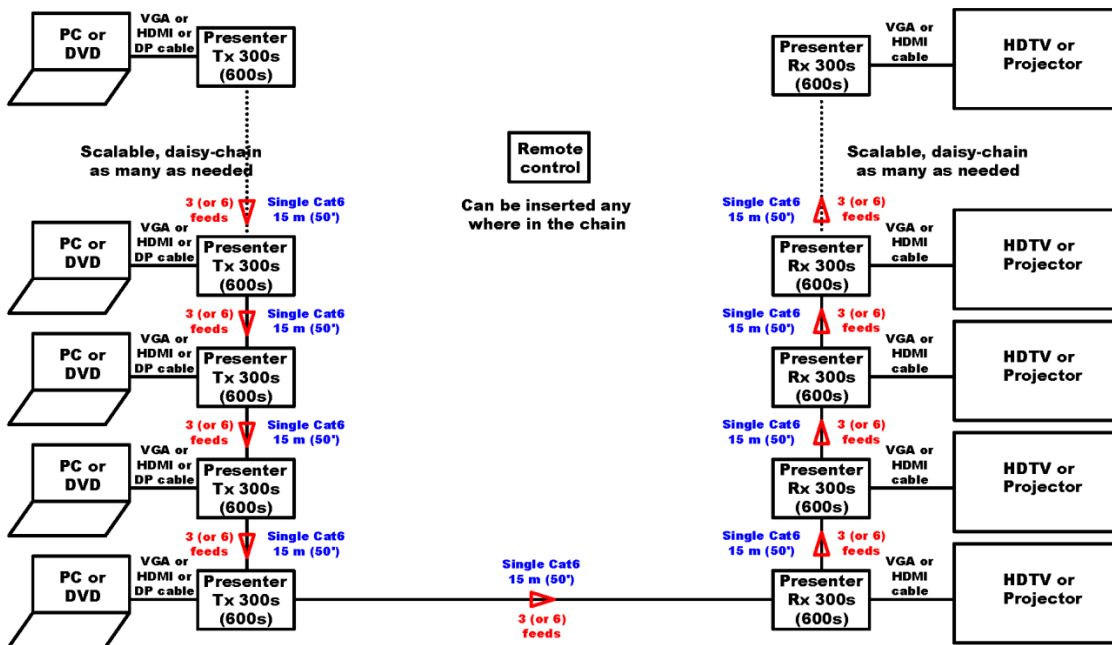 PC or
DVD
VGA or
HDMI or
DP cable
Presenter
Tx 300s
(600s)
Presenter
Rx 300s
(600s)
VGA or
HDMI
cable
HDTV or
Projector
Scalable, daisy-chain
as many as needed
Remote
control
Can be inserted any
where in the chain
Scalable, daisy-chain
as many as needed
3 (or 6)
feeds
Single Cat6
15 m (50')
Single Cat6
15 m (50')
3 (or 6)
feeds
PC or
DVD
VGA or
HDMI or
DP cable
Presenter
Tx 300s
(600s)
Presenter
Rx 300s
(600s)
VGA or
HDMI
cable
HDTV or
Projector
3 (or 6)
feeds
Single Cat6
15 m (50')
Single Cat6
15 m (50')
3 (or 6)
feeds
PC or
DVD
VGA or
HDMI or
DP cable
Presenter
Tx 300s
(600s)
Presenter
Rx 300s
(600s)
VGA or
HDMI
cable
HDTV or
Projector
3 (or 6)
feeds
Single Cat6
15 m (50')
Single Cat6
15 m (50')
3 (or 6)
feeds
PC or
DVD
VGA or
HDMI or
DP cable
Presenter
Tx 300s
(600s)
Presenter
Rx 300s
(600s)
VGA or
HDMI
cable
HDTV or
Projector
3 (or 6)
feeds
Single Cat6
15 m (50')
Single Cat6
15 m (50')
3 (or 6)
feeds
PC or
DVD
VGA or
HDMI or
DP cable
Presenter
Tx 300s
(600s)
Single Cat6
15 m (50')
3 (or 6)
feeds
Presenter
Rx 300s
(600s)
VGA or
HDMI
cable
HDTV or
Projector